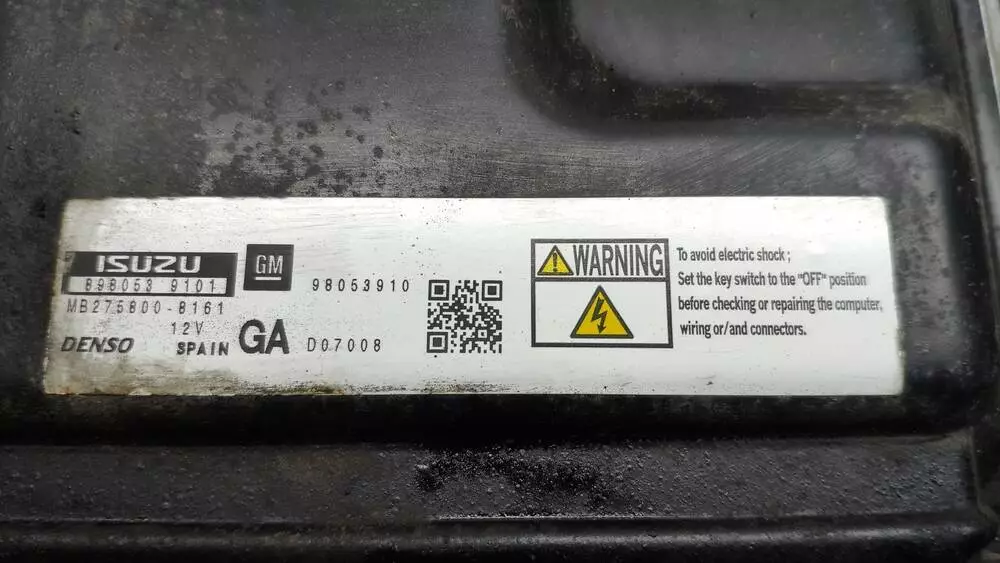 ISUZU
898053 9101
MB275800-8161
12V
DENSO
SPAIN
GA
GM
98053910
D07008
WARNING
To avoid electric shock ;
Set the key switch to the "OFF" position
before checking or repairing the computer,
wiring or/and connectors.